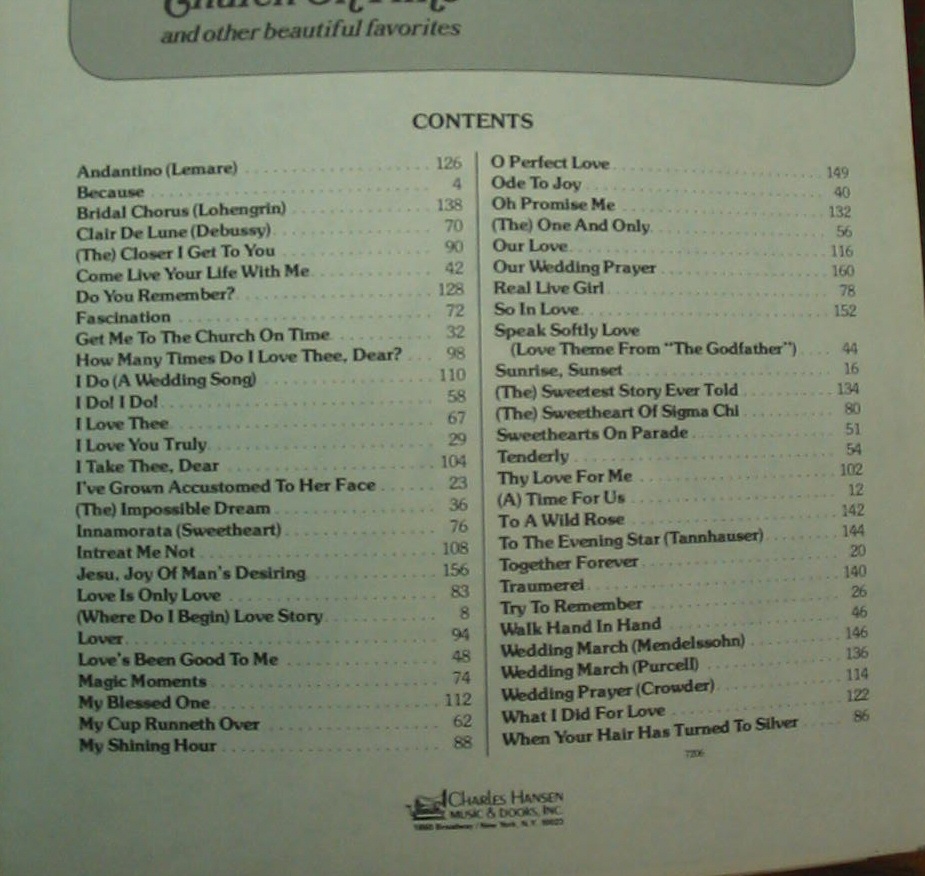 and other beautiful favorites
CONTENTS
Andantino (Lemare) 126
Because 4
Bridal Chorus (Lohengrin) 138
Clair De Lune (Debussy) 70
(The) Closer I Get To You 90
Come Live Your Life With Me 42
Do You Remember? 128
Fascination 72
Get Me To The Church On Time 32
How Many Times Do I Love Thee, Dear? 98
I Do (A Wedding Song) 110
I Do! I Do! 58
I Love Thee 67
I Love You Truly 29
I Take Thee, Dear 104
I've Grown Accustomed To Her Face 23
(The) Impossible Dream 36
Innamorata (Sweetheart) 76
Intreat Me Not 108
Jesu, Joy Of Man's Desiring 156
Love Is Only Love 83
(Where Do I Begin) Love Story 8
Lover 94
Love's Been Good To Me 48
Magic Moments 74
My Blessed One 112
My Cup Runneth Over 62
My Shining Hour 88
O Perfect Love 149
Ode To Joy 40
Oh Promise Me 132
(The) One And Only 56
Our Love 116
Our Wedding Prayer 160
Real Live Girl 78
So In Love 152
Speak Softly Love
(Love Theme From "The Godfather") 44
Sunrise, Sunset 16
(The) Sweetest Story Ever Told 134
(The) Sweetheart Of Sigma Chi 80
Sweethearts On Parade 51
Tenderly 54
Thy Love For Me 102
(A) Time For Us 12
To A Wild Rose 142
To The Evening Star (Tannhauser) 144
Together Forever 20
Traumerei 140
Try To Remember 26
Walk Hand In Hand 46
Wedding March (Mendelssohn) 146
Wedding March (Purcell) 136
Wedding Prayer (Crowder) 114
What I Did For Love 122
When Your Hair Has Turned To Silver 86
7206
CHARLES HANSEN
MUSIC & BOOKS, INC.
Broadway / New York, N.Y.